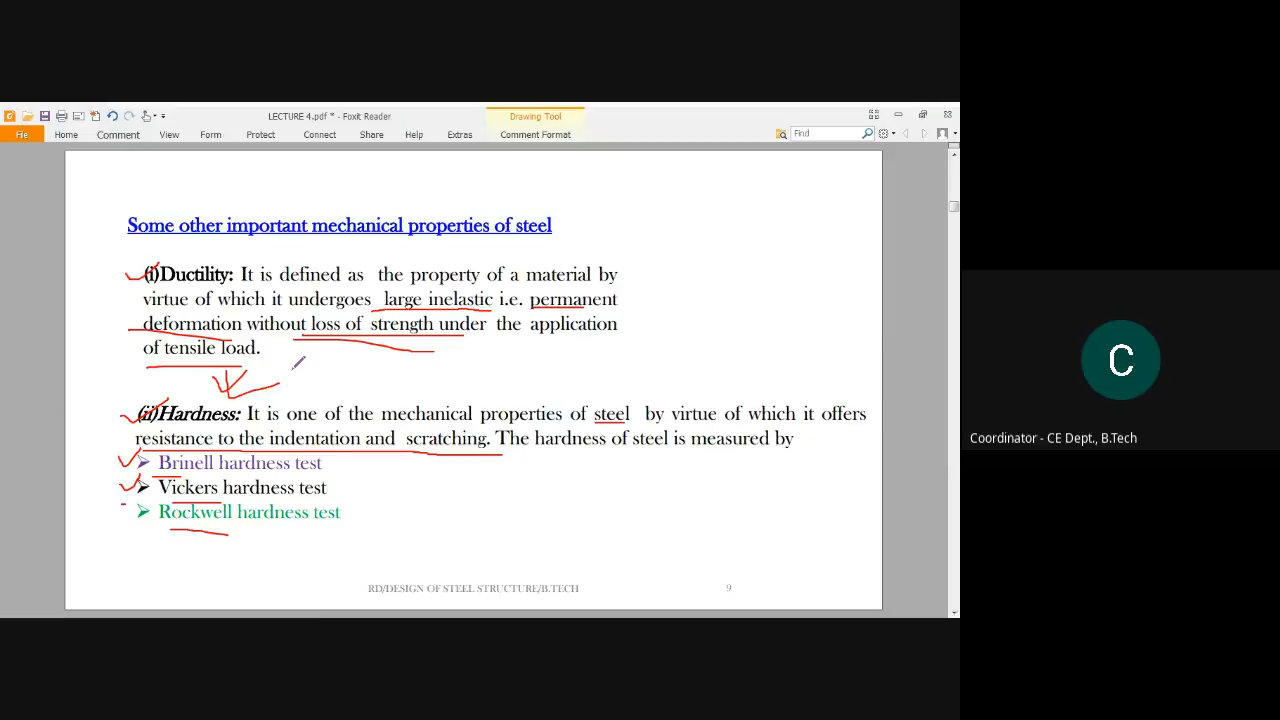 LECTURE 4.pdf * - Foxit Reader
Drawing Tool
File Home Comment View Form Protect Connect Share Help Extras Comment Format Find
Some other important mechanical properties of steel
(i)Ductility: It is defined as the property of a material by
virtue of which it undergoes large inelastic i.e. permanent
deformation without loss of strength under the application
of tensile load.
(ii)Hardness: It is one of the mechanical properties of steel by virtue of which it offers
resistance to the indentation and scratching. The hardness of steel is measured by
➢ Brinell hardness test
➢ Vickers hardness test
➢ Rockwell hardness test
RD/DESIGN OF STEEL STRUCTURE/B.TECH 9
C
Coordinator - CE Dept., B.Tech